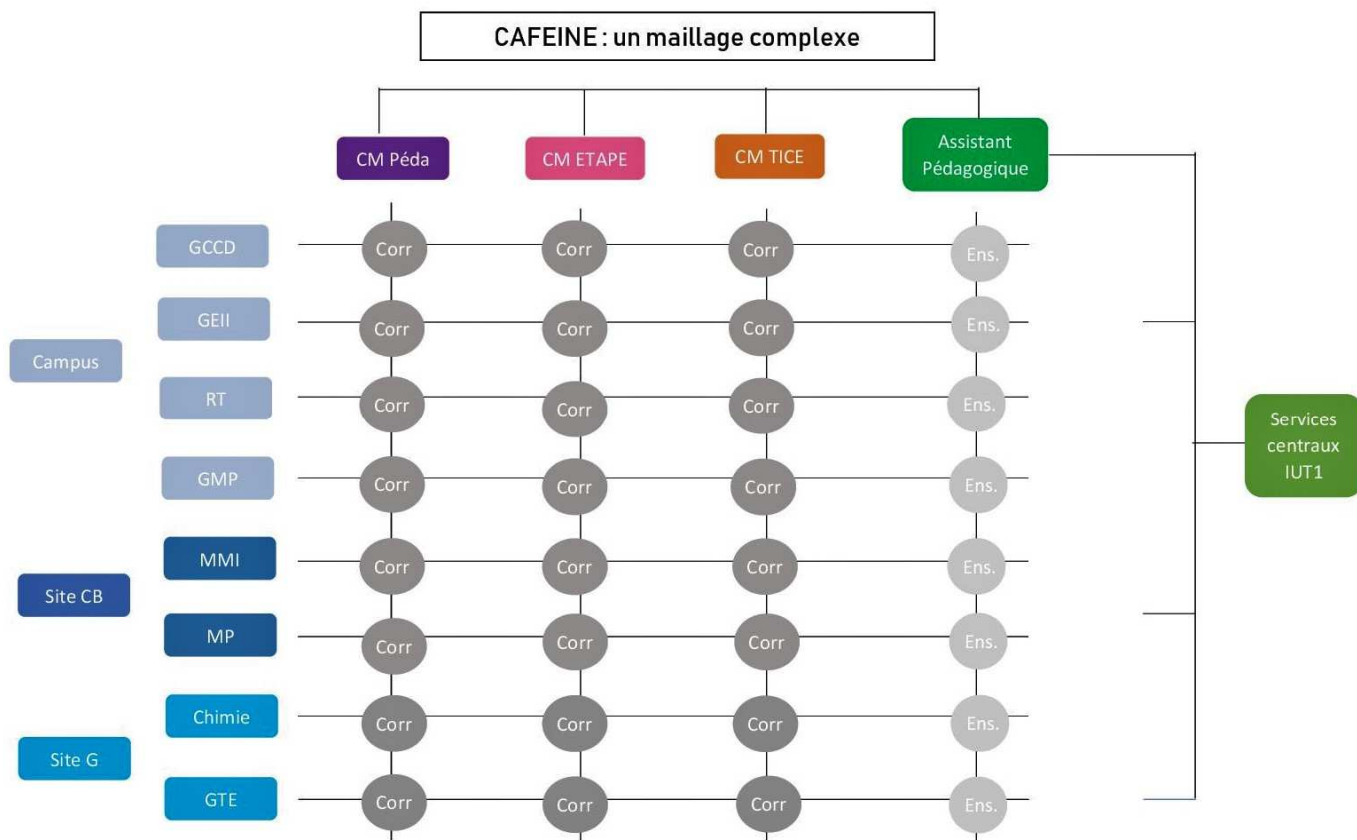 CAFEINE : un maillage complexe
CM Péda
CM ETAPE
CM TICE
Assistant
Pédagogique
GCCD
Corr
Corr
Corr
Ens.
GEII
Corr
Corr
Corr
Ens.
Campus
RT
Corr
Corr
Corr
Ens.
Services
centraux
IUT1
GMP
Corr
Corr
Corr
Ens.
MMI
Corr
Corr
Corr
Ens.
Site CB
MP
Corr
Corr
Corr
Ens.
Chimie
Corr
Corr
Corr
Ens.
Site G
GTE
Corr
Corr
Corr
Ens.